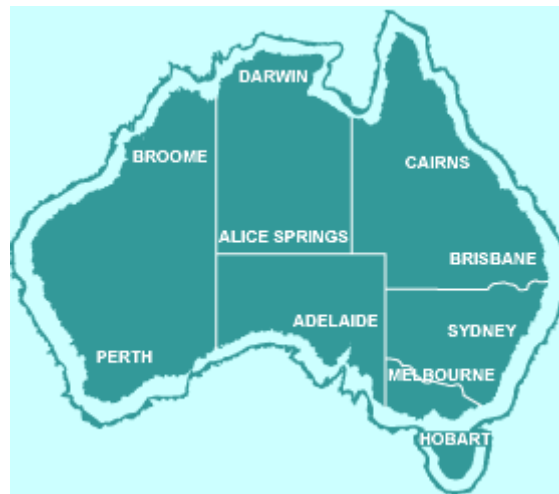 DARWIN
BROOME
CAIRNS
ALICE SPRINGS
BRISBANE
ADELAIDE
SYDNEY
PERTH
MELBOURNE
HOBART